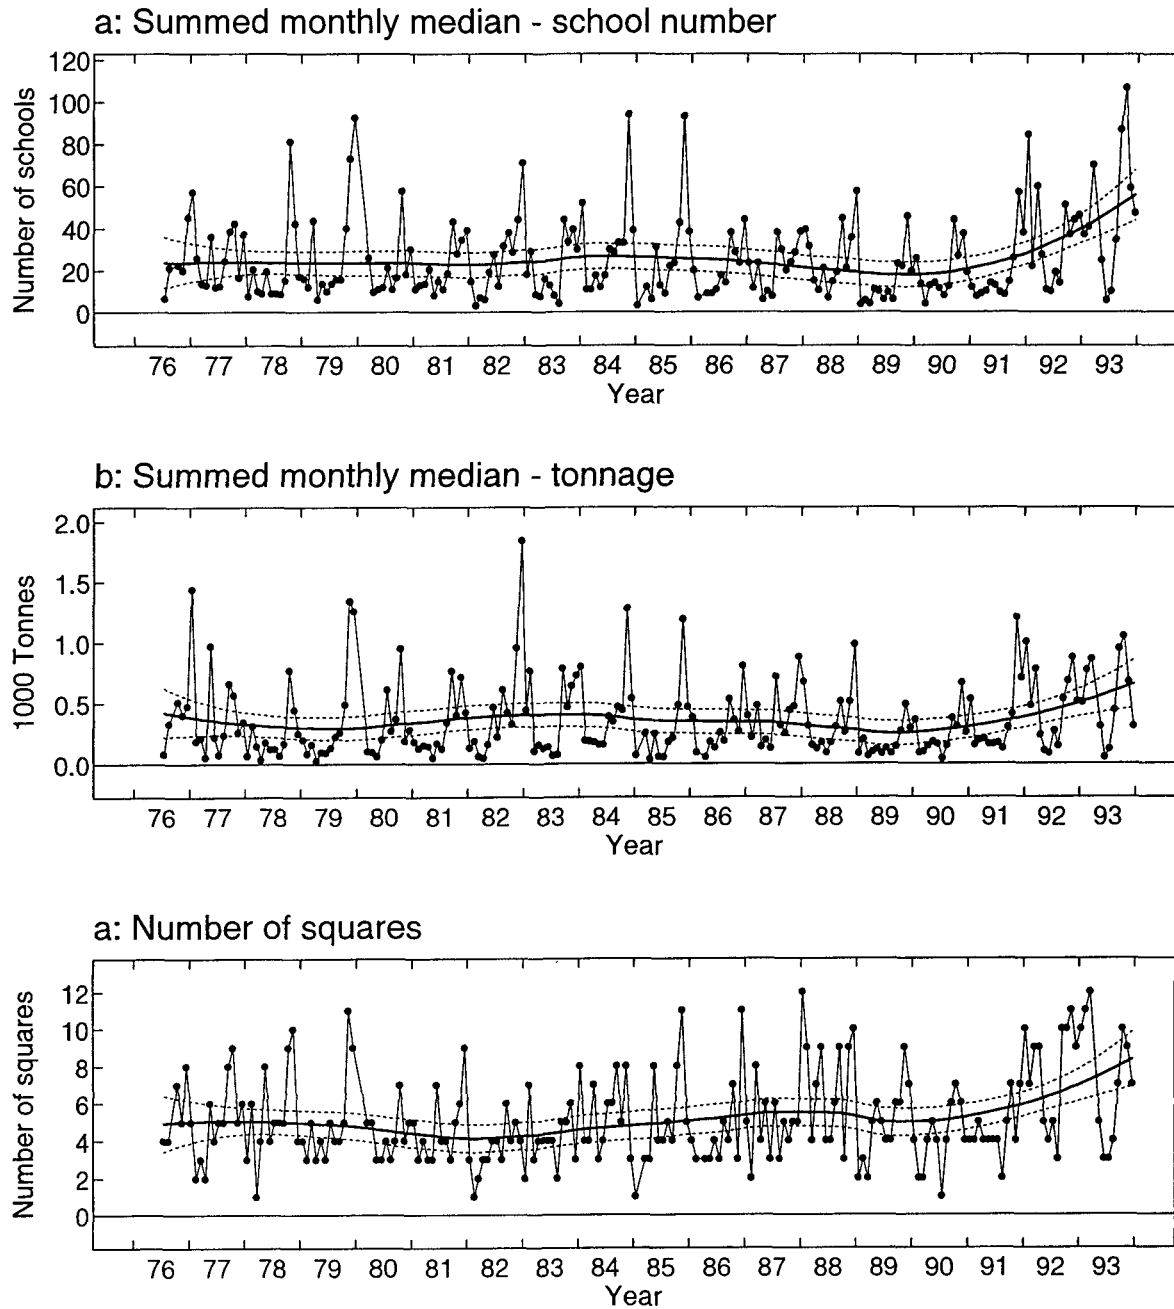 a: Summed monthly median - school number
120
100
80
60
40
20
0
Number of schools
76 77 78 79 80 81 82 83 84 85 86 87 88 89 90 91 92 93
Year
b: Summed monthly median - tonnage
2.0
1.5
1.0
0.5
0.0
1000 Tonnes
76 77 78 79 80 81 82 83 84 85 86 87 88 89 90 91 92 93
Year
a: Number of squares
12
10
8
6
4
2
0
Number of squares
76 77 78 79 80 81 82 83 84 85 86 87 88 89 90 91 92 93
Year